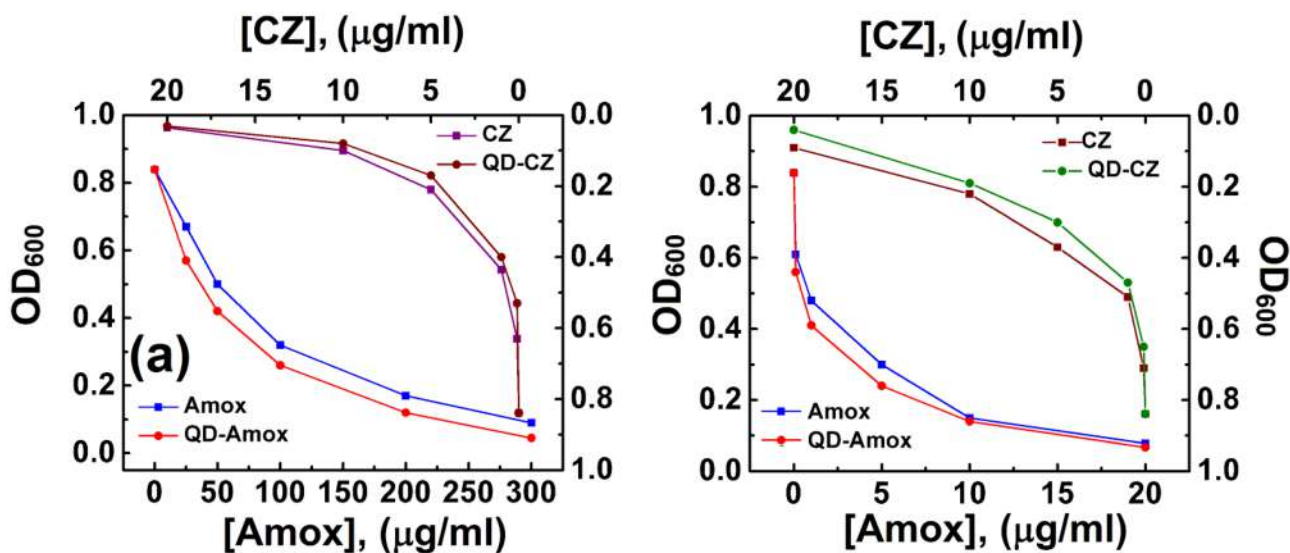 [CZ], (μg/ml)
20 15 10 5 0
1.0 0.8 0.6 0.4 0.2 0.0
OD600
0.0 0.2 0.4 0.6 0.8 1.0
CZ
QD-CZ
(a)
Amox
QD-Amox
0 50 100 150 200 250 300
[Amox], (μg/ml)
[CZ], (μg/ml)
20 15 10 5 0
1.0 0.8 0.6 0.4 0.2 0.0
OD600
0.0 0.2 0.4 0.6 0.8 1.0
OD600
CZ
QD-CZ
Amox
QD-Amox
0 5 10 15 20
[Amox], (μg/ml)